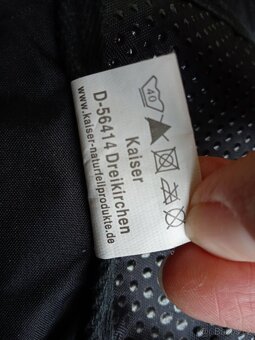 40
Kaiser
D-56414 Dreikirchen
www.kaiser-naturfellprodukte.de